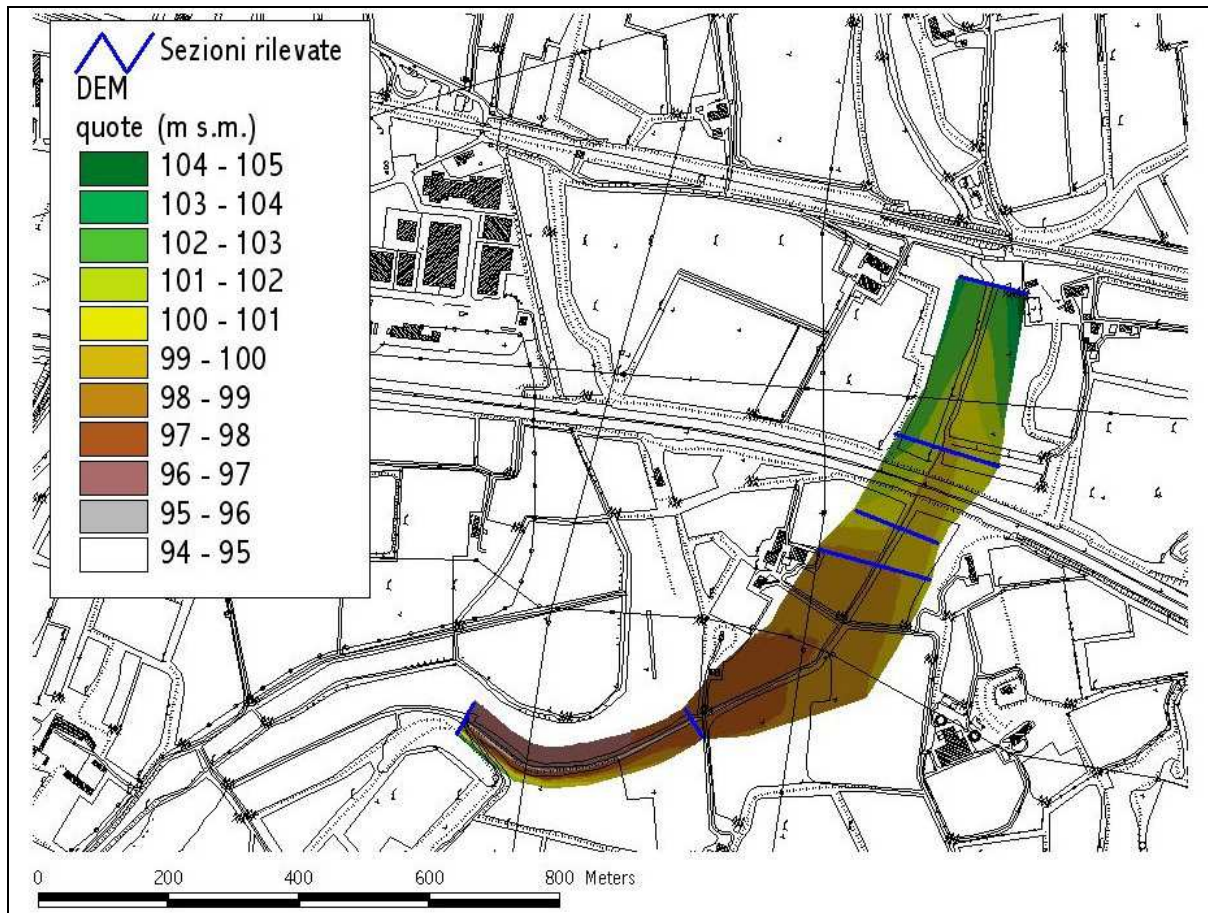 Sezioni rilevate
DEM
quote (m s.m.)
104 - 105
103 - 104
102 - 103
101 - 102
100 - 101
99 - 100
98 - 99
97 - 98
96 - 97
95 - 96
94 - 95
0 200 400 600 800 Meters